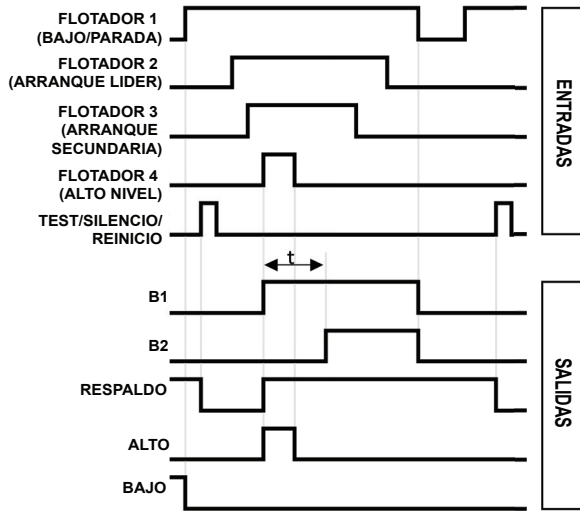 FLOTADOR 1
(BAJO/PARADA)
FLOTADOR 2
(ARRANQUE LIDER)
FLOTADOR 3
(ARRANQUE
SECUNDARIA)
FLOTADOR 4
(ALTO NIVEL)
TEST/SILENCIO/
REINICIO
ENTRADAS
t
B1
B2
RESPALDO
ALTO
BAJO
SALIDAS